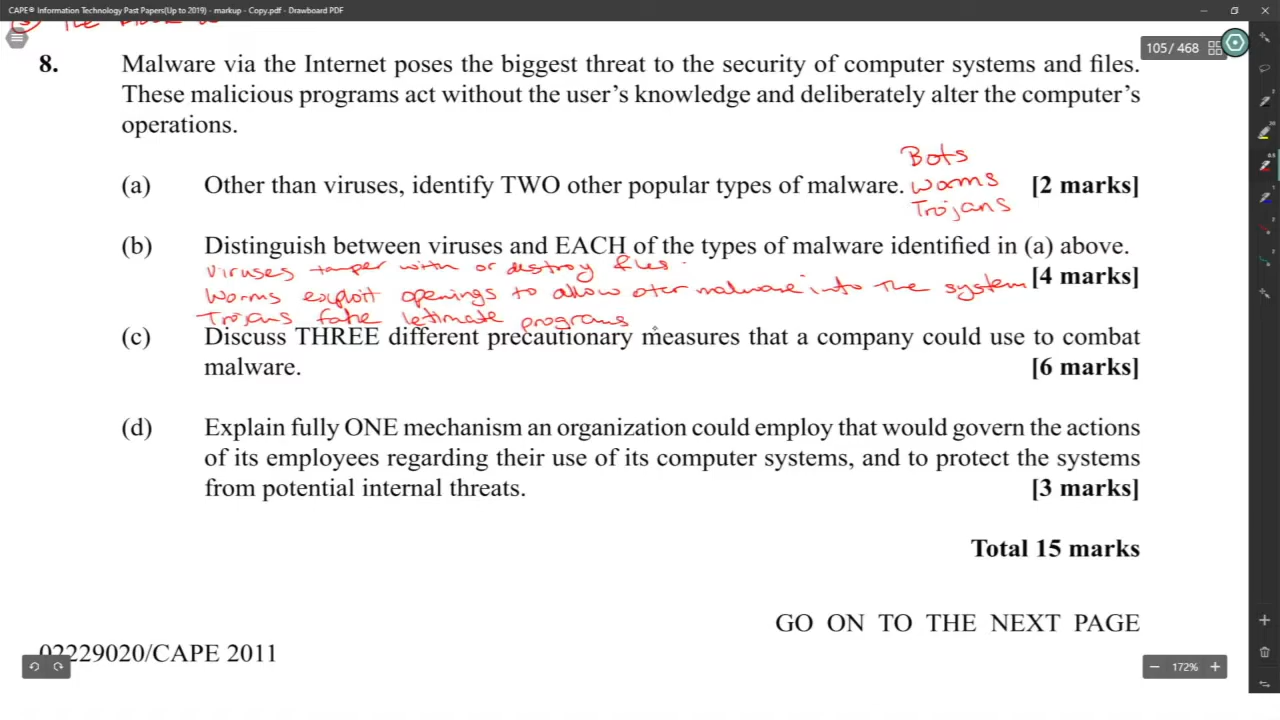 CAPE® Information Technology Past Papers(Up to 2019) - markup - Copy.pdf - Drawboard PDF
105 / 468
8. Malware via the Internet poses the biggest threat to the security of computer systems and files.
These malicious programs act without the user's knowledge and deliberately alter the computer's
operations.
Bots
(a) Other than viruses, identify TWO other popular types of malware. Worms [2 marks]
Trojans
(b) Distinguish between viruses and EACH of the types of malware identified in (a) above.
Viruses tamper with or destroy files. [4 marks]
Worms exploit openings to allow oter malware into the system
Trojans fake letimate programs
(c) Discuss THREE different precautionary measures that a company could use to combat
malware. [6 marks]
(d) Explain fully ONE mechanism an organization could employ that would govern the actions
of its employees regarding their use of its computer systems, and to protect the systems
from potential internal threats. [3 marks]
Total 15 marks
GO ON TO THE NEXT PAGE
02229020/CAPE 2011
172%